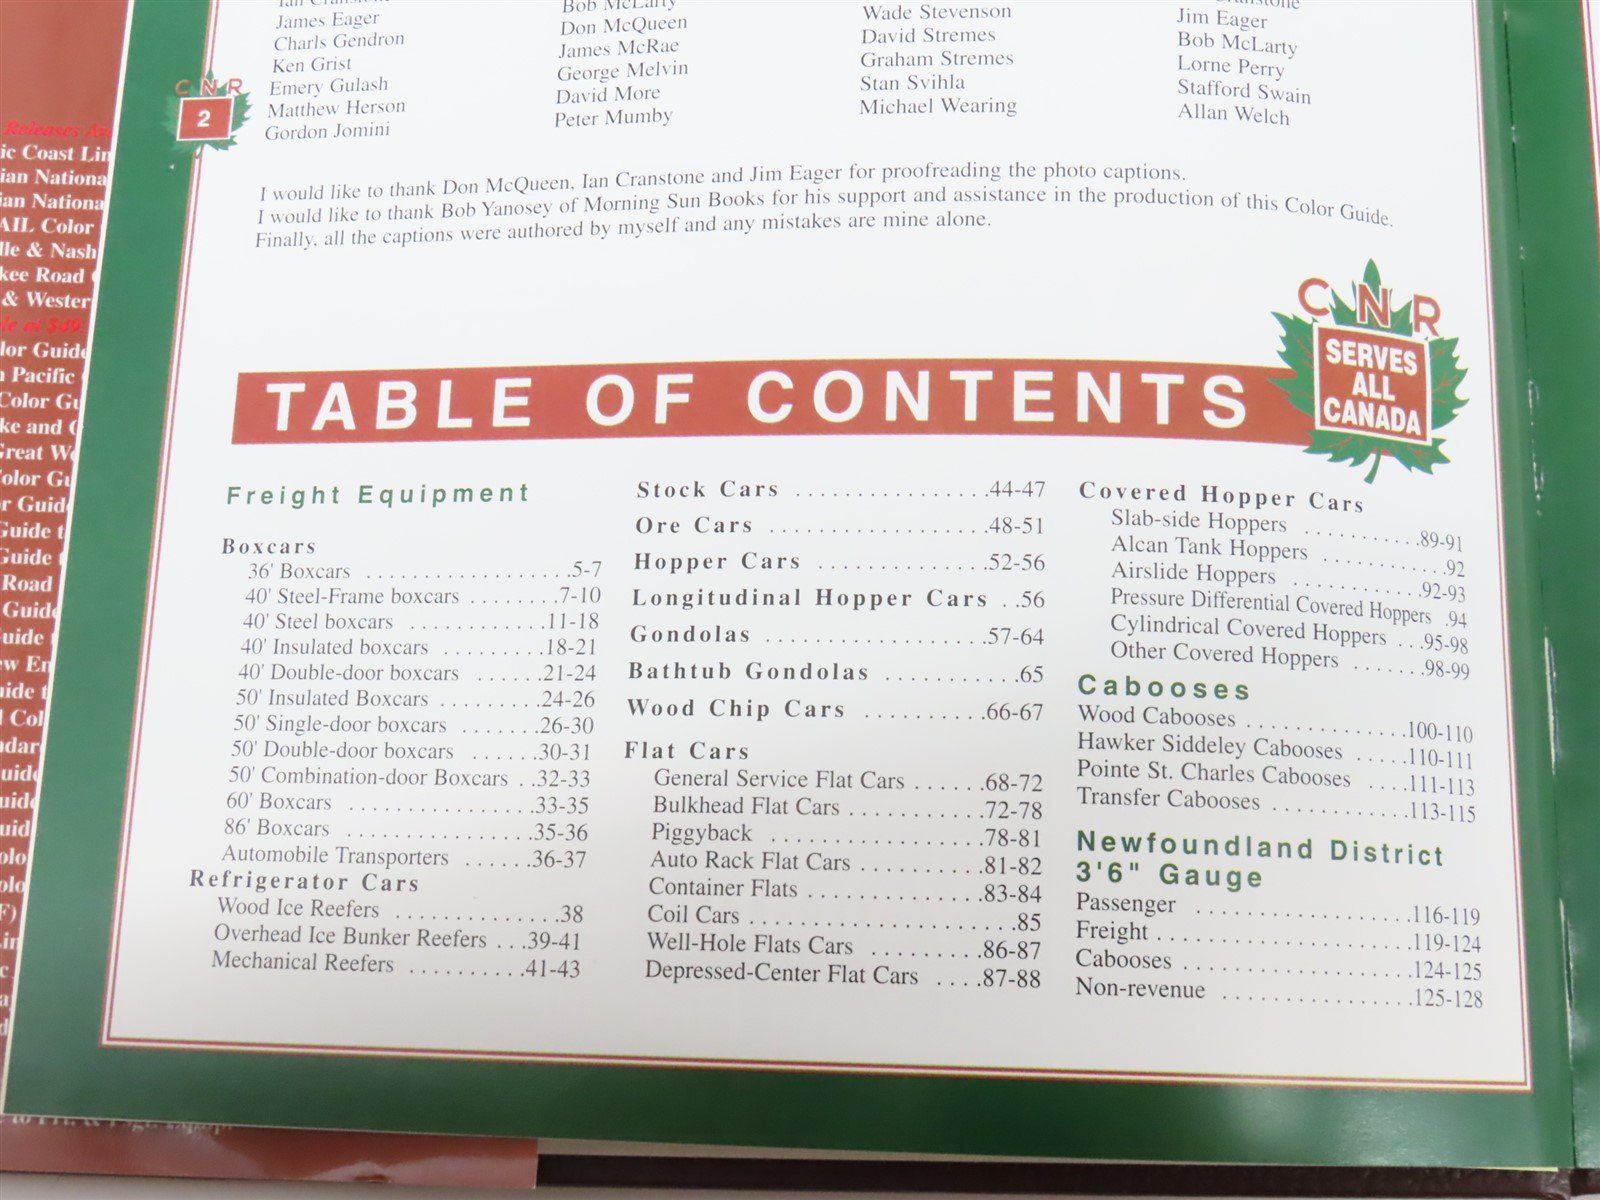 James Eager
Charls Gendron
Ken Grist
Emery Gulash
Matthew Herson
Gordon Jomini
Bob McLarty
Don McQueen
James McRae
George Melvin
David More
Peter Mumby
Wade Stevenson
David Stremes
Graham Stremes
Stan Svihla
Michael Wearing
Jim Eager
Bob McLarty
Lorne Perry
Stafford Swain
Allan Welch
CNR
2
I would like to thank Don McQueen, Ian Cranstone and Jim Eager for proofreading the photo captions.
I would like to thank Bob Yanosey of Morning Sun Books for his support and assistance in the production of this Color Guide.
Finally, all the captions were authored by myself and any mistakes are mine alone.
CNR
SERVES
ALL
CANADA
TABLE OF CONTENTS
Freight Equipment
Boxcars
36' Boxcars ..................5-7
40' Steel-Frame boxcars ........7-10
40' Steel boxcars ............11-18
40' Insulated boxcars .........18-21
40' Double-door boxcars ......21-24
50' Insulated Boxcars .........24-26
50' Single-door boxcars .......26-30
50' Double-door boxcars .......30-31
50' Combination-door Boxcars ..32-33
60' Boxcars ................33-35
86' Boxcars ................35-36
Automobile Transporters ......36-37
Refrigerator Cars
Wood Ice Reefers ..............38
Overhead Ice Bunker Reefers ...39-41
Mechanical Reefers ..........41-43
Stock Cars ................44-47
Ore Cars ..................48-51
Hopper Cars ..............52-56
Longitudinal Hopper Cars ..56
Gondolas ..................57-64
Bathtub Gondolas ............65
Wood Chip Cars ..........66-67
Flat Cars
General Service Flat Cars ......68-72
Bulkhead Flat Cars ............72-78
Piggyback ..................78-81
Auto Rack Flat Cars ...........81-82
Container Flats ...............83-84
Coil Cars .......................85
Well-Hole Flats Cars ..........86-87
Depressed-Center Flat Cars ....87-88
Covered Hopper Cars
Slab-side Hoppers ...........89-91
Alcan Tank Hoppers ...........92
Airslide Hoppers ...........92-93
Pressure Differential Covered Hoppers .94
Cylindrical Covered Hoppers ...95-98
Other Covered Hoppers .......98-99
Cabooses
Wood Cabooses ..............100-110
Hawker Siddeley Cabooses .....110-111
Pointe St. Charles Cabooses ....111-113
Transfer Cabooses ............113-115
Newfoundland District
3'6" Gauge
Passenger ...................116-119
Freight ......................119-124
Cabooses ....................124-125
Non-revenue .................125-128